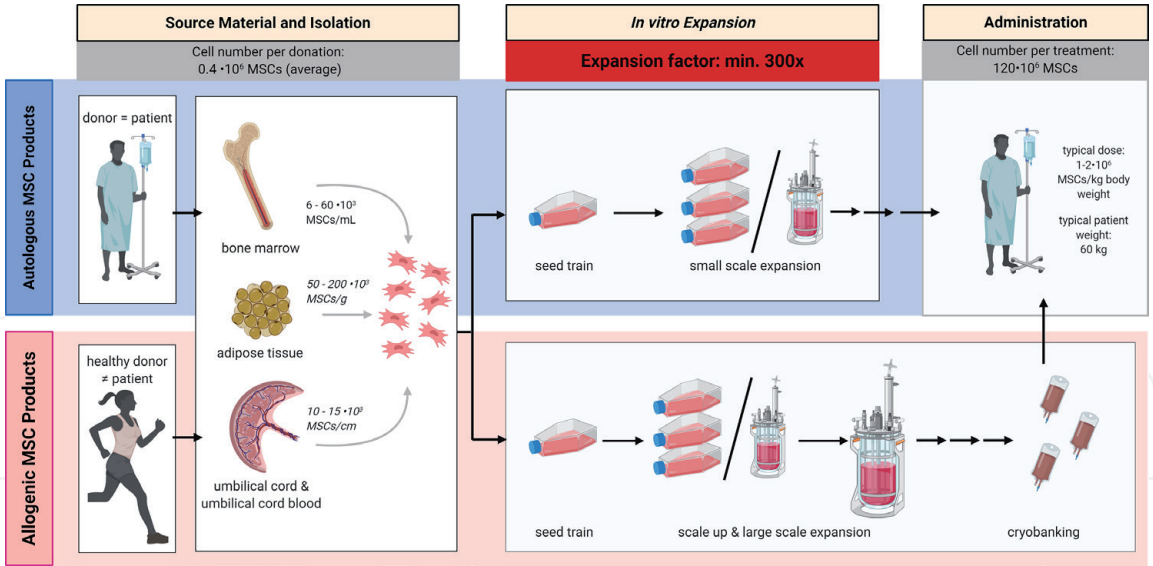 Source Material and Isolation
In vitro Expansion
Administration
Cell number per donation:
0.4 •10⁶ MSCs (average)
Expansion factor: min. 300x
Cell number per treatment:
120•10⁶ MSCs
Autologous MSC Products
donor = patient
bone marrow
6 - 60 •10³
MSCs/mL
adipose tissue
50 - 200 •10³
MSCs/g
seed train
small scale expansion
typical dose:
1-2•10⁶
MSCs/kg body
weight
typical patient
weight:
60 kg
Allogenic MSC Products
healthy donor
≠ patient
umbilical cord &
umbilical cord blood
10 - 15 •10³
MSCs/cm
seed train
scale up & large scale expansion
cryobanking